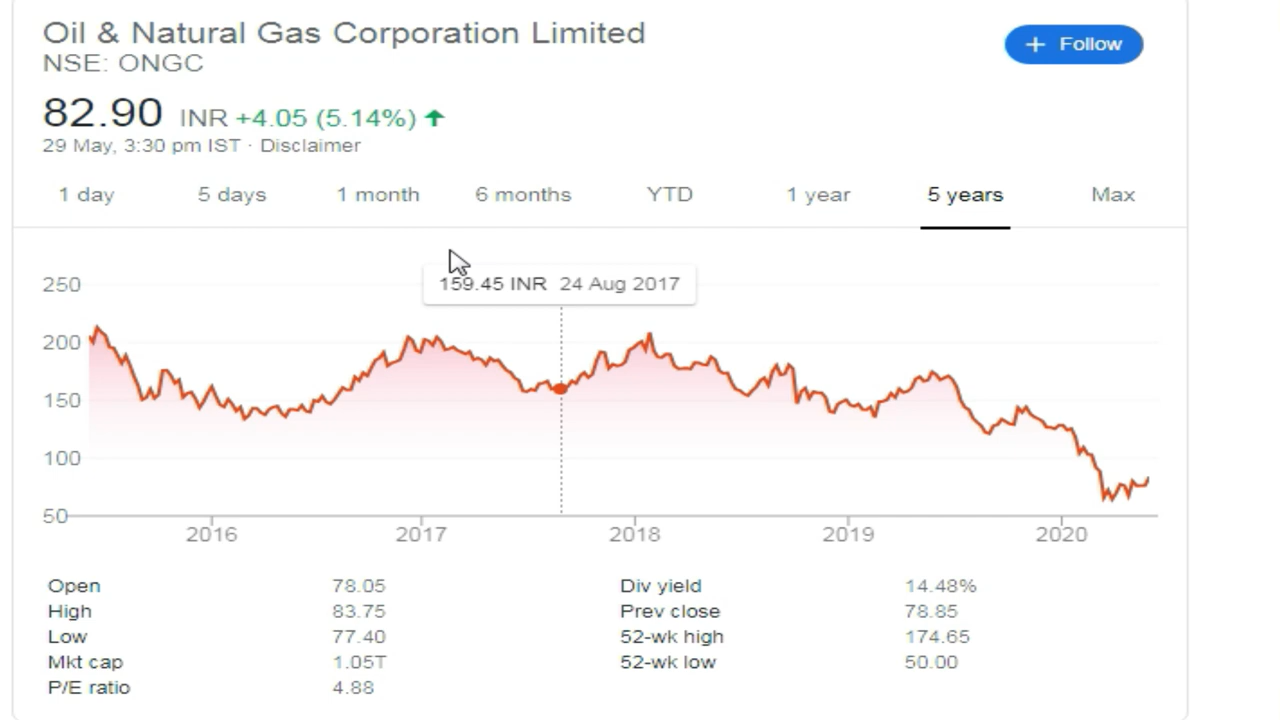 Oil & Natural Gas Corporation Limited
NSE: ONGC
+ Follow
82.90 INR +4.05 (5.14%) ↑
29 May, 3:30 pm IST · Disclaimer
1 day 5 days 1 month 6 months YTD 1 year 5 years Max
159.45 INR 24 Aug 2017
250
200
150
100
50
2016 2017 2018 2019 2020
Open 78.05 Div yield 14.48%
High 83.75 Prev close 78.85
Low 77.40 52-wk high 174.65
Mkt cap 1.05T 52-wk low 50.00
P/E ratio 4.88